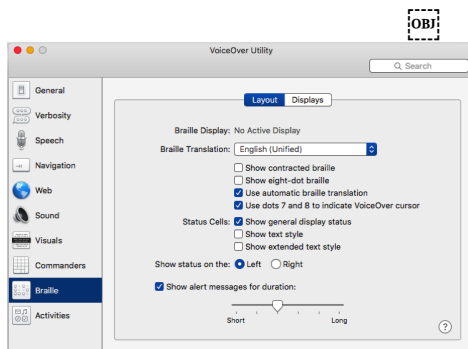 OBJ
VoiceOver Utility
Search
General
Verbosity
Speech
Navigation
Web
Sound
Visuals
Commanders
Braille
Activities
Layout Displays
Braille Display: No Active Display
Braille Translation: English (Unified)
Show contracted braille
Show eight-dot braille
Use automatic braille translation
Use dots 7 and 8 to indicate VoiceOver cursor
Status Cells: Show general display status
Show text style
Show extended text style
Show status on the: Left Right
Show alert messages for duration:
Short Long
?